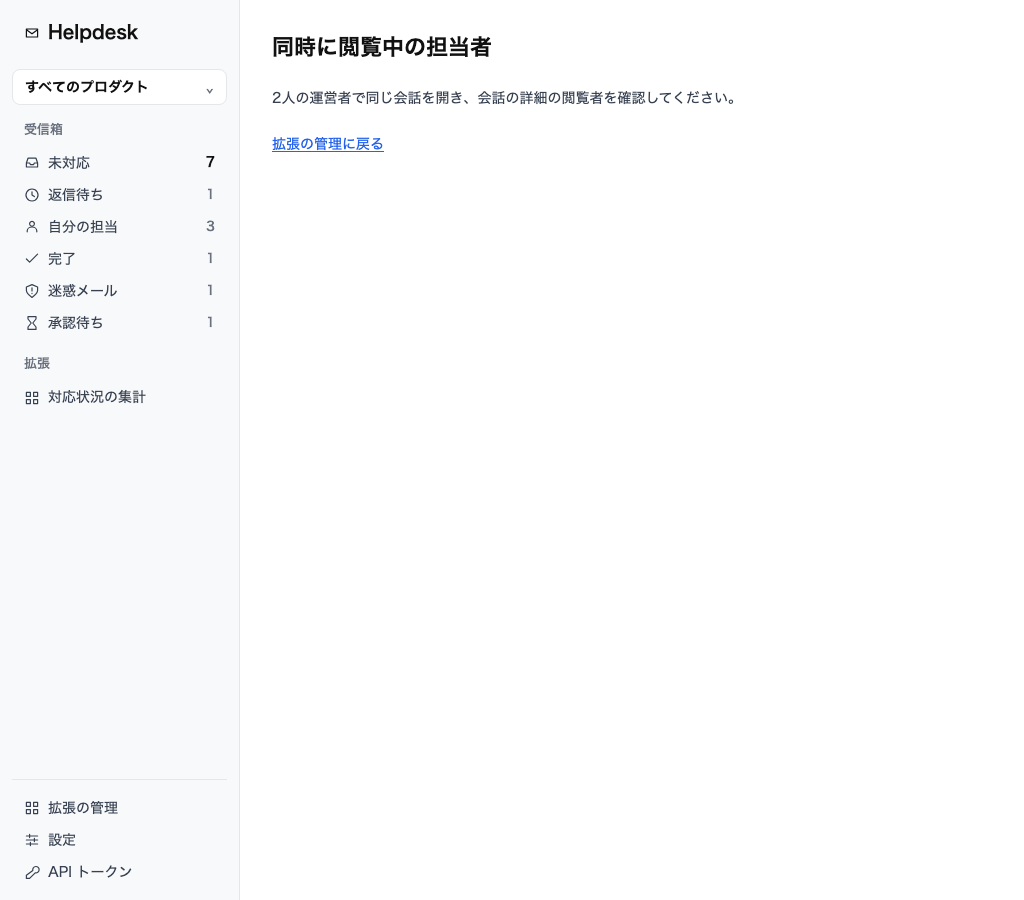 Helpdesk
すべてのプロダクト
受信箱
未対応 7
返信待ち 1
自分の担当 3
完了 1
迷惑メール 1
承認待ち 1
拡張
対応状況の集計
拡張の管理
設定
API トークン
同時に閲覧中の担当者
2人の運営者で同じ会話を開き、会話の詳細の閲覧者を確認してください。
拡張の管理に戻る